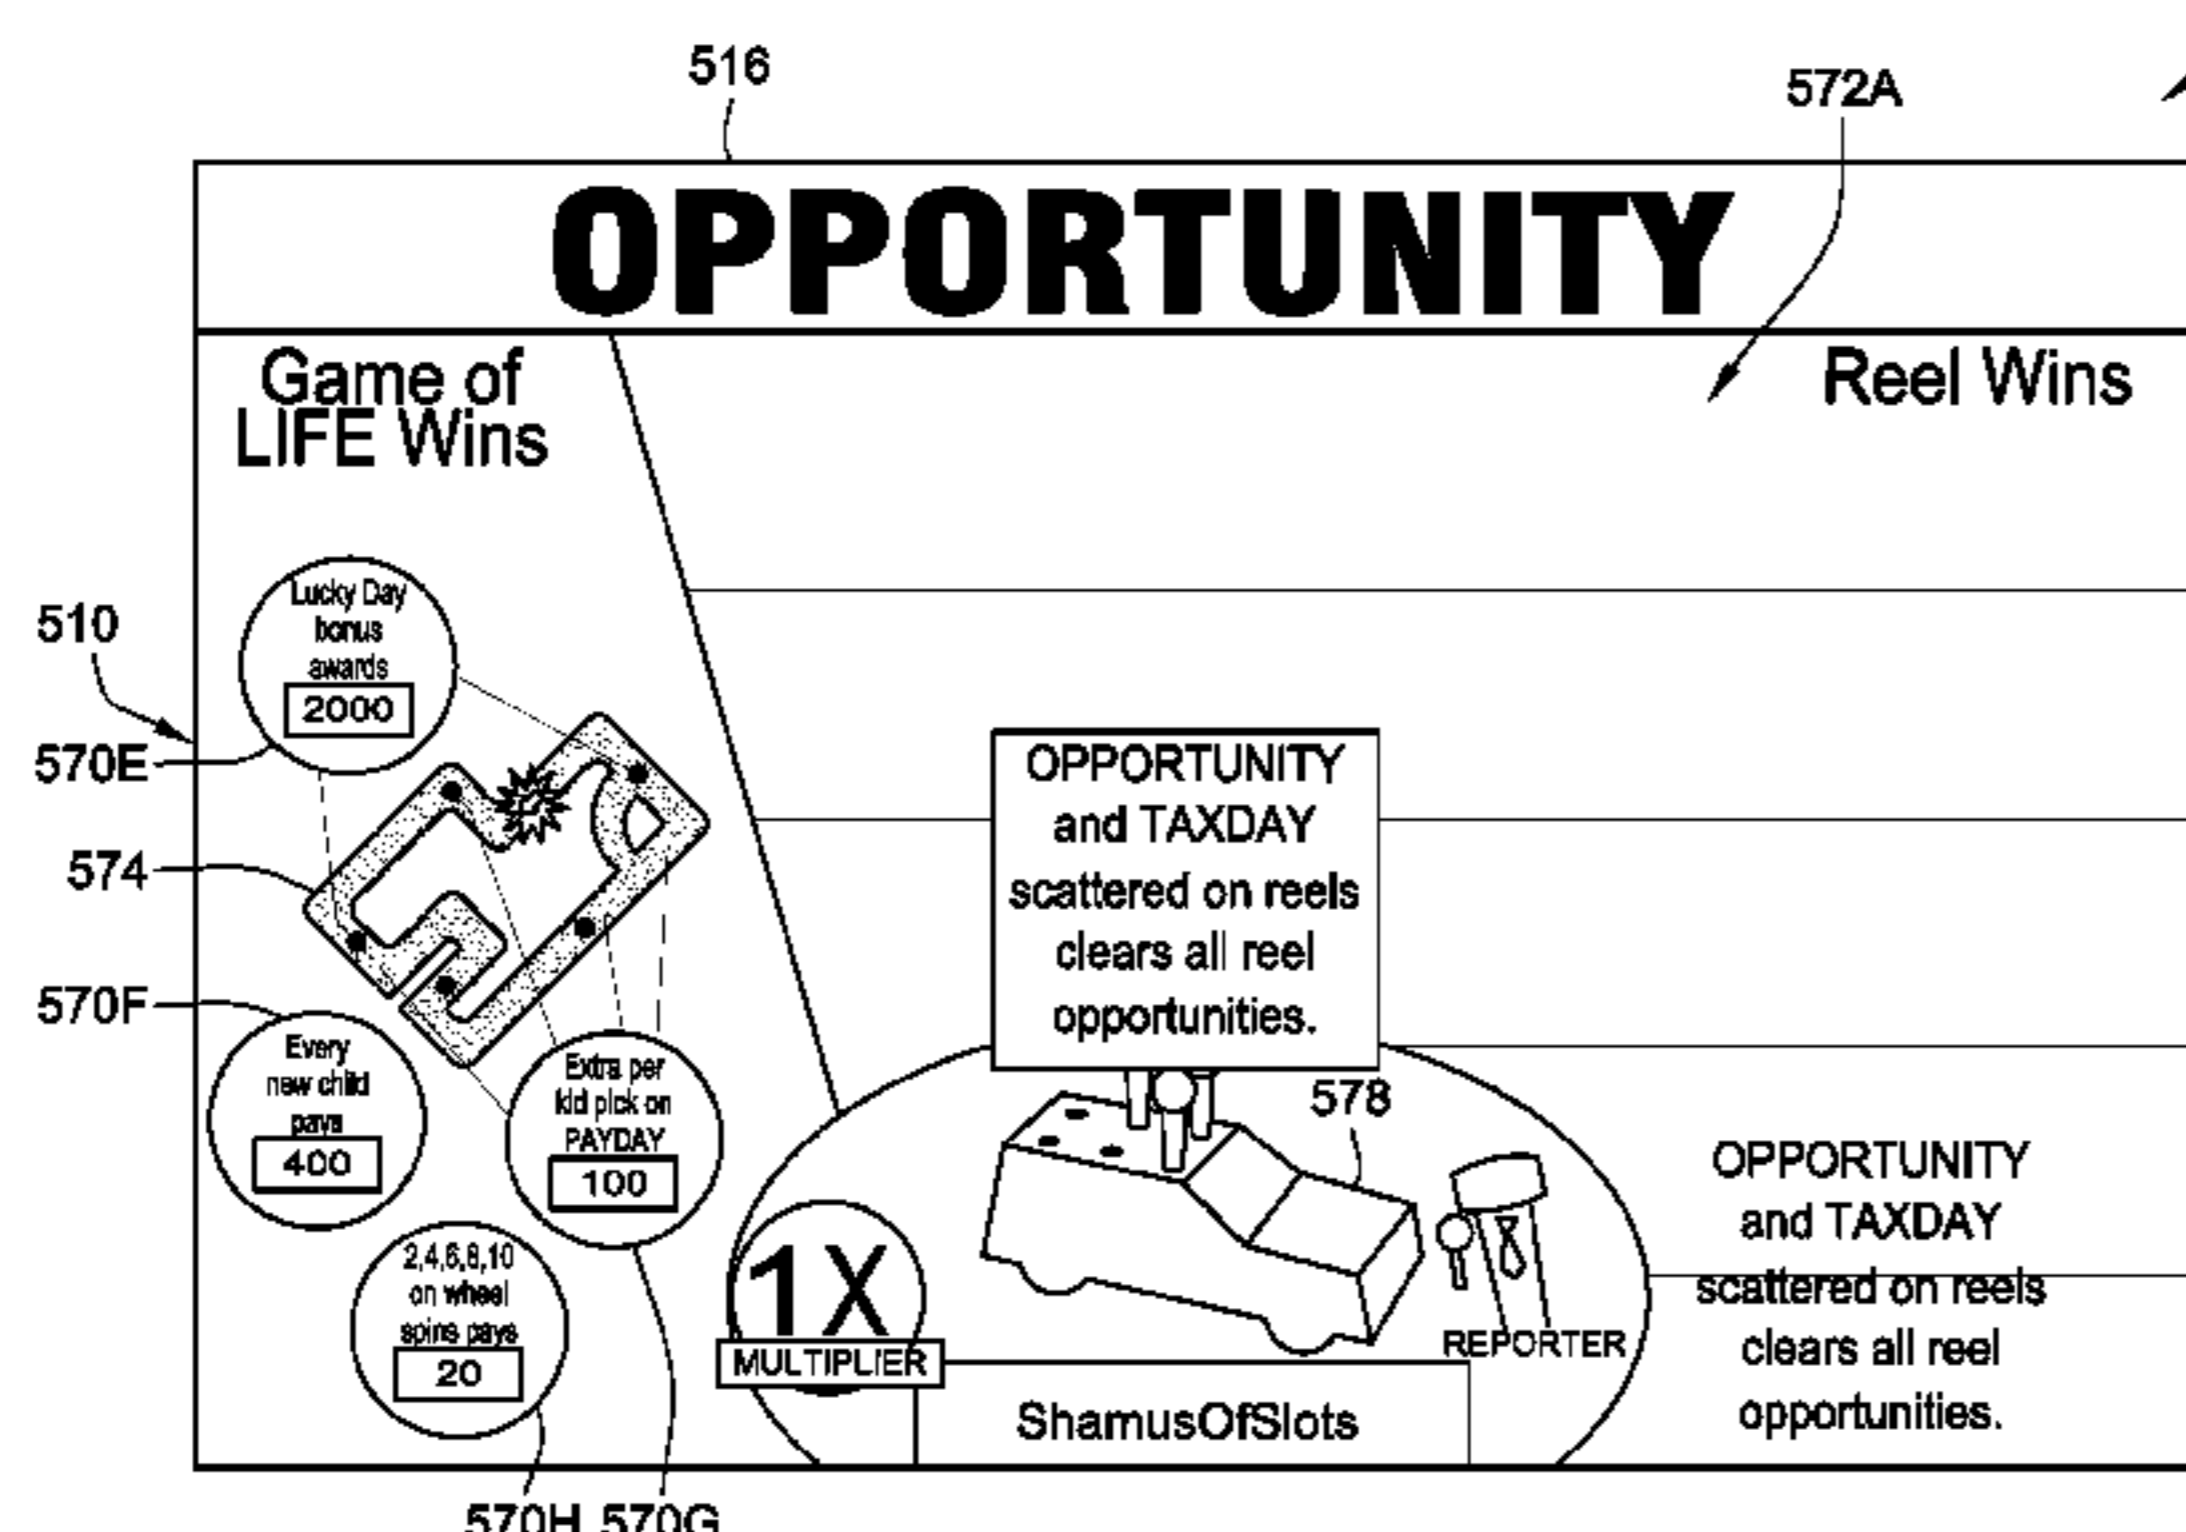 516
572A
OPPORTUNITY
Game of
LIFE Wins
Reel Wins
Lucky Day
bonus
awards
2000
510
570E
574
570F
Every
new child
pays
400
Extra per
kid pick on
PAYDAY
100
2,4,6,8,10
on wheel
spins pays
20
OPPORTUNITY
and TAXDAY
scattered on reels
clears all reel
opportunities.
578
1X
MULTIPLIER
REPORTER
ShamusOfSlots
OPPORTUNITY
and TAXDAY
scattered on reels
clears all reel
opportunities.
570H 570G